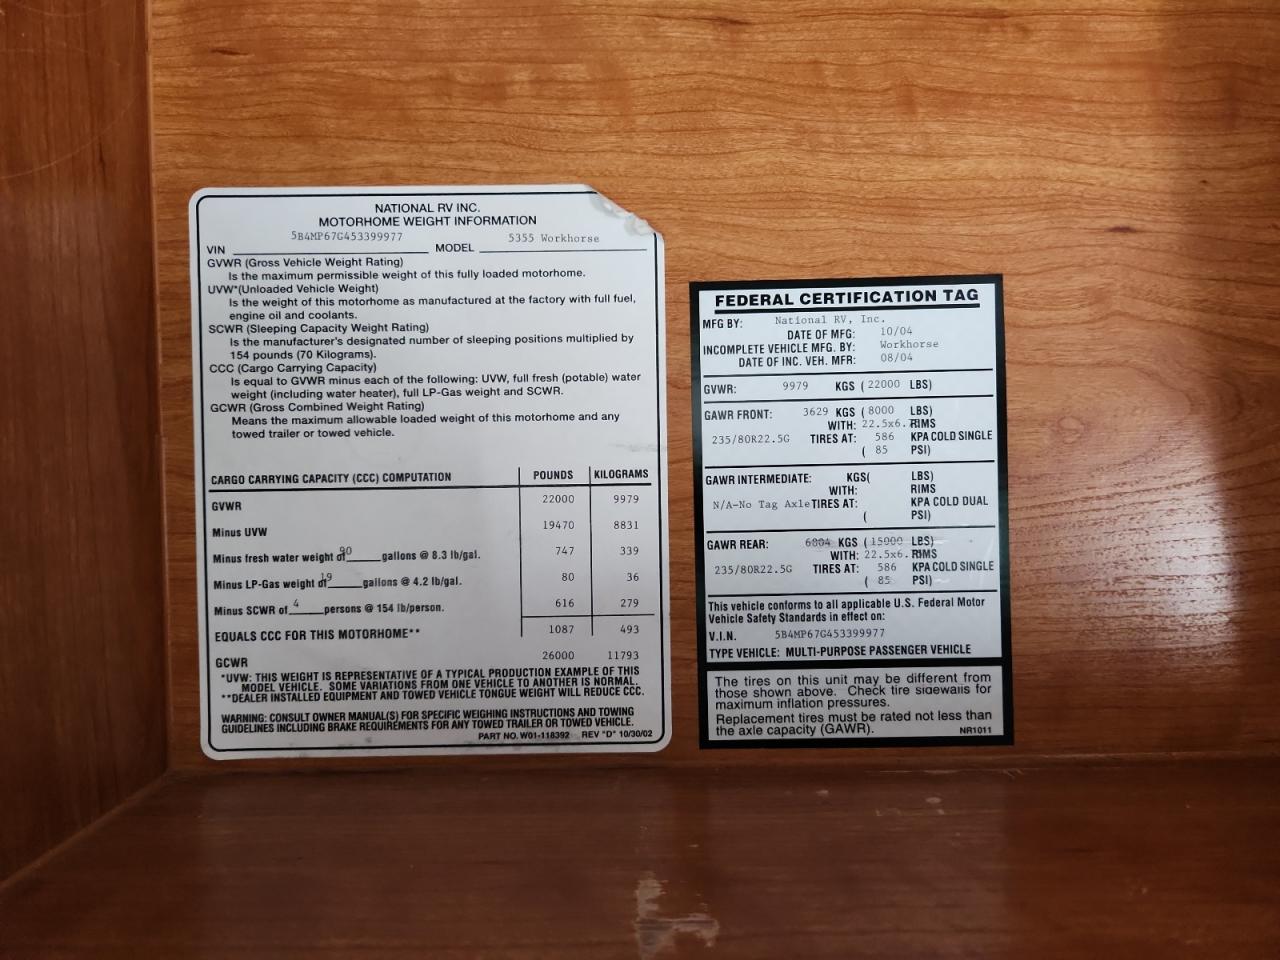 NATIONAL RV INC.
MOTORHOME WEIGHT INFORMATION
VIN 5B4MP67G453399977 MODEL 5355 Workhorse
GVWR (Gross Vehicle Weight Rating)
Is the maximum permissible weight of this fully loaded motorhome.
UVW*(Unloaded Vehicle Weight)
Is the weight of this motorhome as manufactured at the factory with full fuel,
engine oil and coolants.
SCWR (Sleeping Capacity Weight Rating)
Is the manufacturer's designated number of sleeping positions multiplied by
154 pounds (70 Kilograms).
CCC (Cargo Carrying Capacity)
Is equal to GVWR minus each of the following: UVW, full fresh (potable) water
weight (including water heater), full LP-Gas weight and SCWR.
GCWR (Gross Combined Weight Rating)
Means the maximum allowable loaded weight of this motorhome and any
towed trailer or towed vehicle.
CARGO CARRYING CAPACITY (CCC) COMPUTATION POUNDS KILOGRAMS
GVWR 22000 9979
Minus UVW 19470 8831
Minus fresh water weight of 90 gallons @ 8.3 lb/gal. 747 339
Minus LP-Gas weight of 19 gallons @ 4.2 lb/gal. 80 36
Minus SCWR of 4 persons @ 154 lb/person. 616 279
EQUALS CCC FOR THIS MOTORHOME** 1087 493
GCWR 26000 11793
*UVW: THIS WEIGHT IS REPRESENTATIVE OF A TYPICAL PRODUCTION EXAMPLE OF THIS
MODEL VEHICLE. SOME VARIATIONS FROM ONE VEHICLE TO ANOTHER IS NORMAL.
**DEALER INSTALLED EQUIPMENT AND TOWED VEHICLE TONGUE WEIGHT WILL REDUCE CCC.
WARNING: CONSULT OWNER MANUAL(S) FOR SPECIFIC WEIGHING INSTRUCTIONS AND TOWING
GUIDELINES INCLUDING BRAKE REQUIREMENTS FOR ANY TOWED TRAILER OR TOWED VEHICLE.
PART NO. W01-118392 REV "D" 10/30/02
FEDERAL CERTIFICATION TAG
MFG BY: National RV, Inc.
DATE OF MFG: 10/04
INCOMPLETE VEHICLE MFG. BY: Workhorse
DATE OF INC. VEH. MFR: 08/04
GVWR: 9979 KGS ( 22000 LBS)
GAWR FRONT: 3629 KGS ( 8000 LBS)
WITH: 22.5x6. RIMS
235/80R22.5G TIRES AT: 586 KPA COLD SINGLE
( 85 PSI)
GAWR INTERMEDIATE: KGS( LBS)
WITH: RIMS
N/A-No Tag Axle TIRES AT: KPA COLD DUAL
( PSI)
GAWR REAR: 6804 KGS ( 15000 LBS)
WITH: 22.5x6. RIMS
235/80R22.5G TIRES AT: 586 KPA COLD SINGLE
( 85 PSI)
This vehicle conforms to all applicable U.S. Federal Motor
Vehicle Safety Standards in effect on:
V.I.N. 5B4MP67G453399977
TYPE VEHICLE: MULTI-PURPOSE PASSENGER VEHICLE
The tires on this unit may be different from
those shown above. Check tire sidewalls for
maximum inflation pressures.
Replacement tires must be rated not less than
the axle capacity (GAWR). NR1011